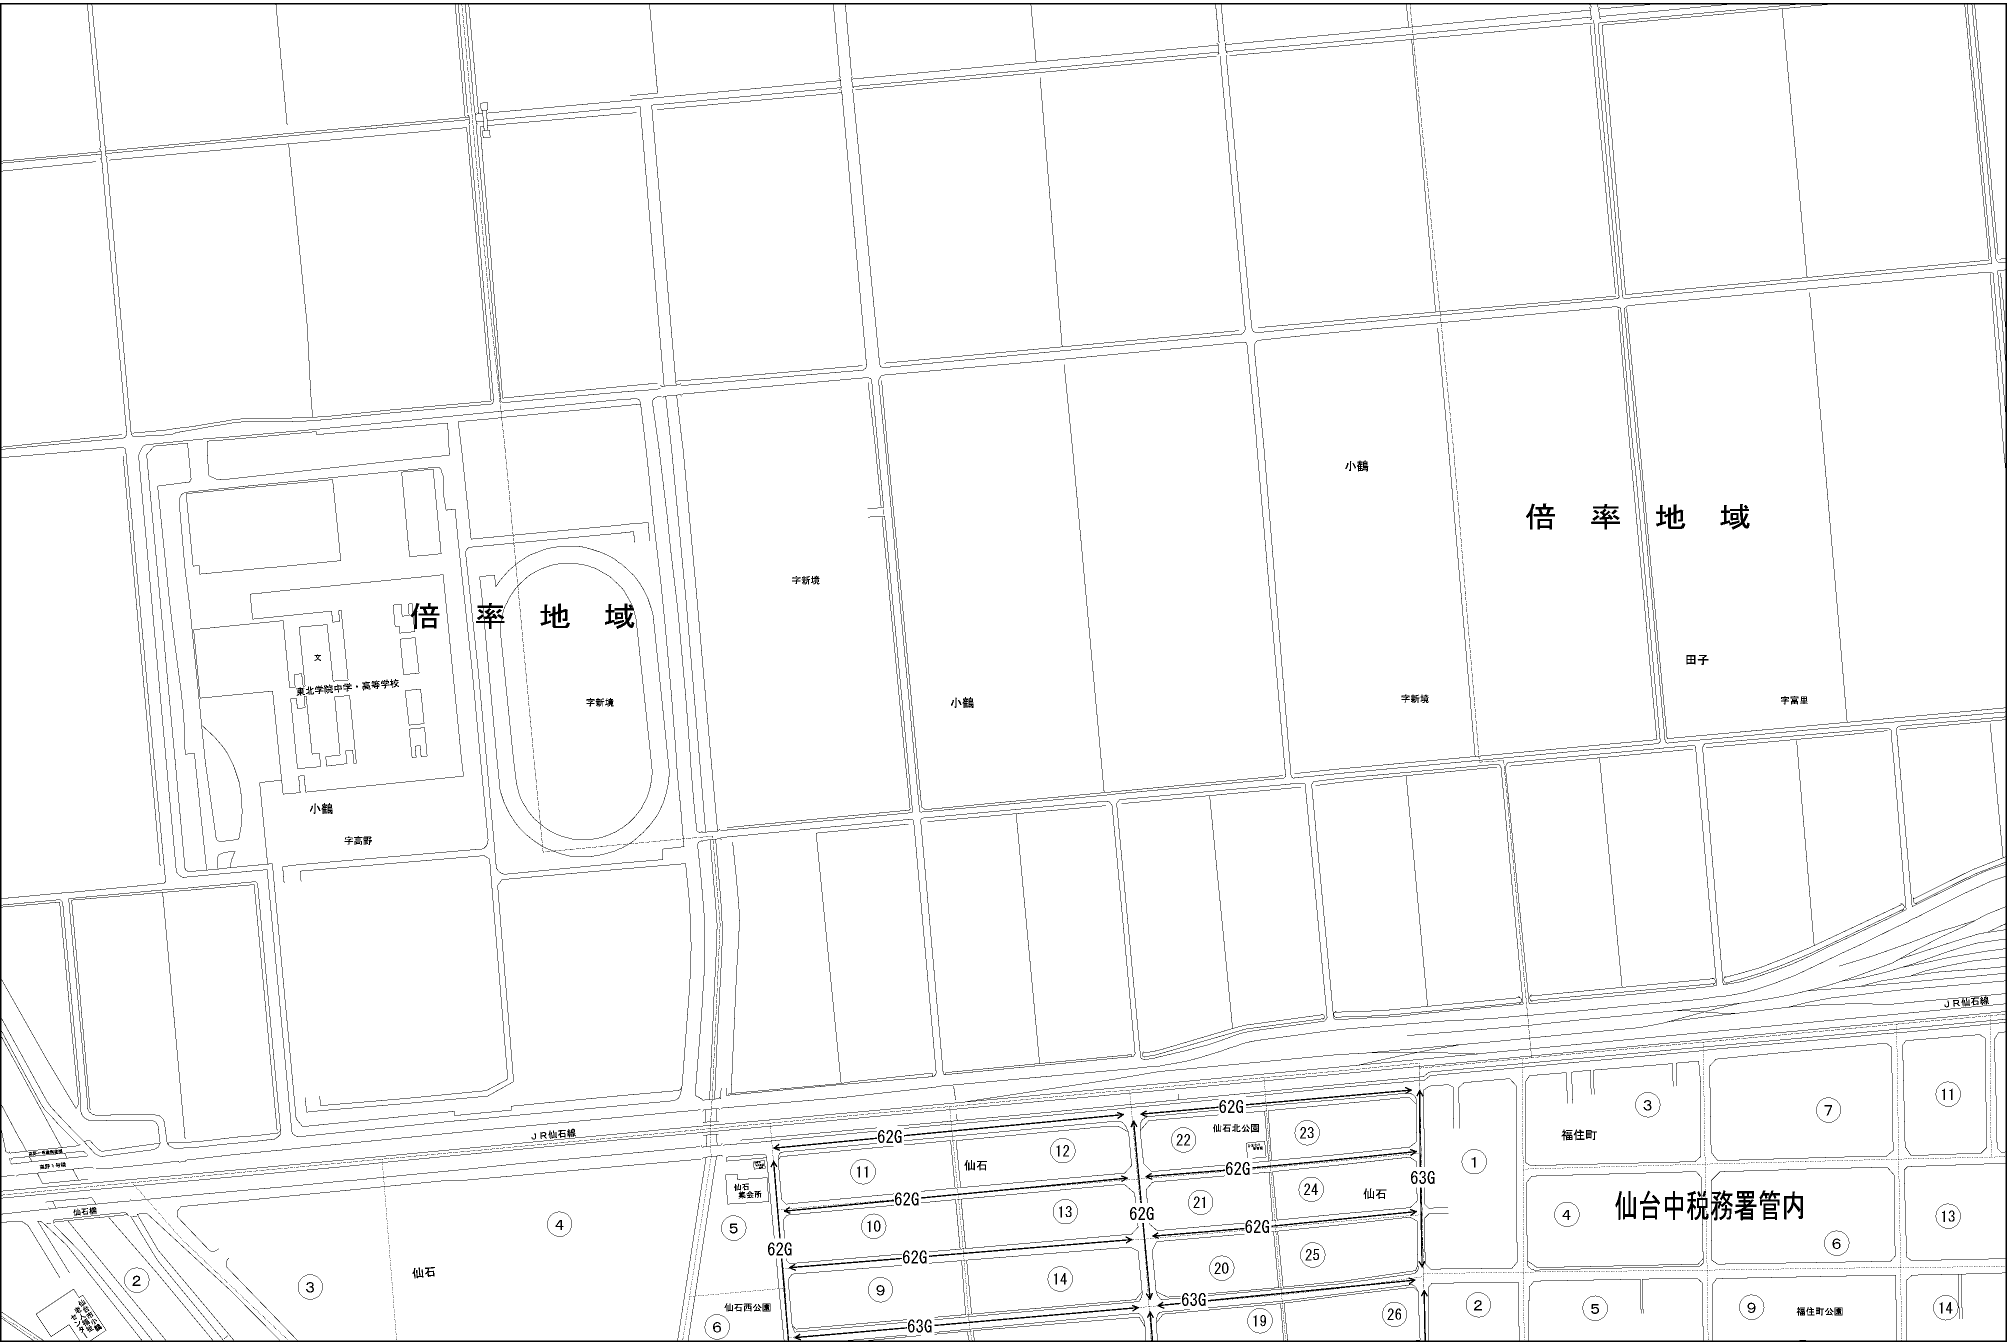 小鶴
倍率地域
字新境
倍率地域
田子
文
東北学院中学・高等学校
字新境
小鶴
字新境
字富里
小鶴
字高野
JR仙石線
JR仙石線
62G
62G
仙石北公園
③
⑦
⑪
福住町
⑫
㉒
㉓
①
仙石
⑪
62G
63G
仙石
集会所
62G
㉔
仙石
㉑
⑩
⑬
62G
62G
④
仙台中税務署管内
⑬
仙石橋
④
⑤
62G
62G
⑥
仙石
②
③
⑨
⑭
⑳
㉕
63G
63G
仙石西公園
⑥
⑲
㉖
②
⑤
⑨
福住町公園
⑭